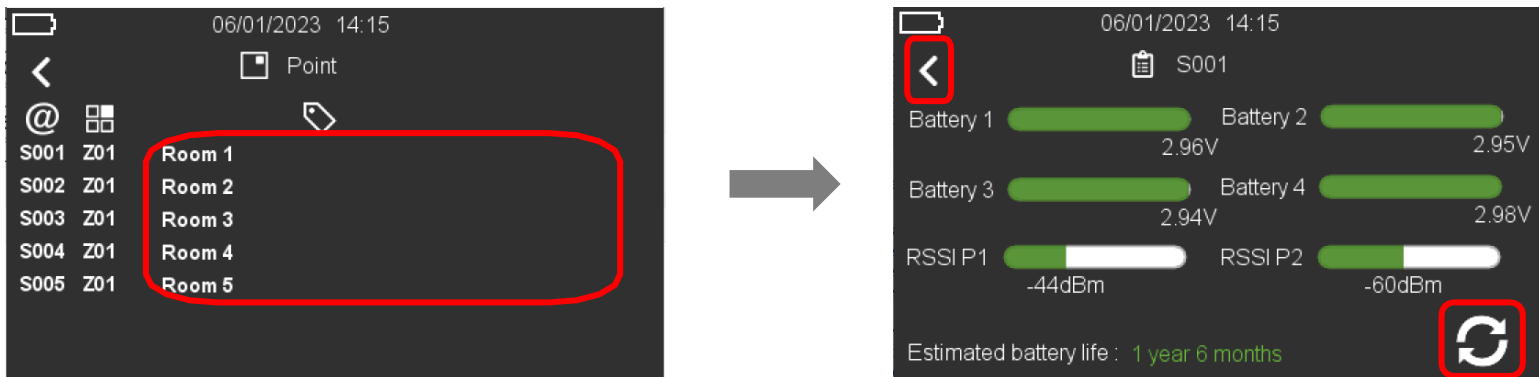 06/01/2023 14:15
Point
@
S001 Z01 Room 1
S002 Z01 Room 2
S003 Z01 Room 3
S004 Z01 Room 4
S005 Z01 Room 5
06/01/2023 14:15
S001
Battery 1 Battery 2
2.96V 2.95V
Battery 3 Battery 4
2.94V 2.98V
RSSI P1 RSSI P2
-44dBm -60dBm
Estimated battery life : 1 year 6 months